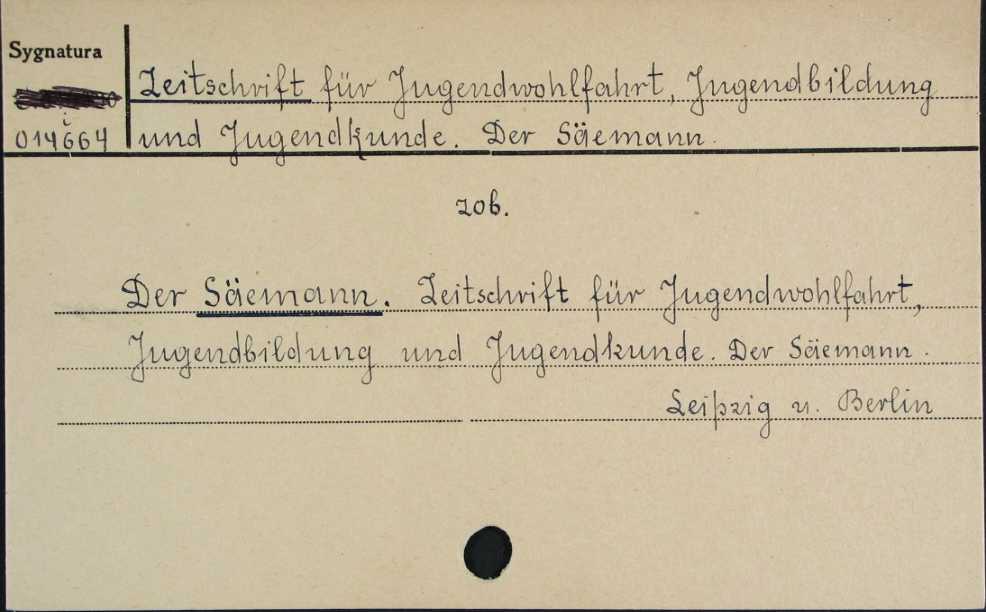 Sygnatura
Zeitschrift für Jugendwohlfahrt, Jugendbildung
014664 und Jugendkunde. Der Säemann.
zob.
Der Säemann. Zeitschrift für Jugendwohlfahrt,
Jugendbildung und Jugendkunde. Der Säemann.
Leipzig u. Berlin